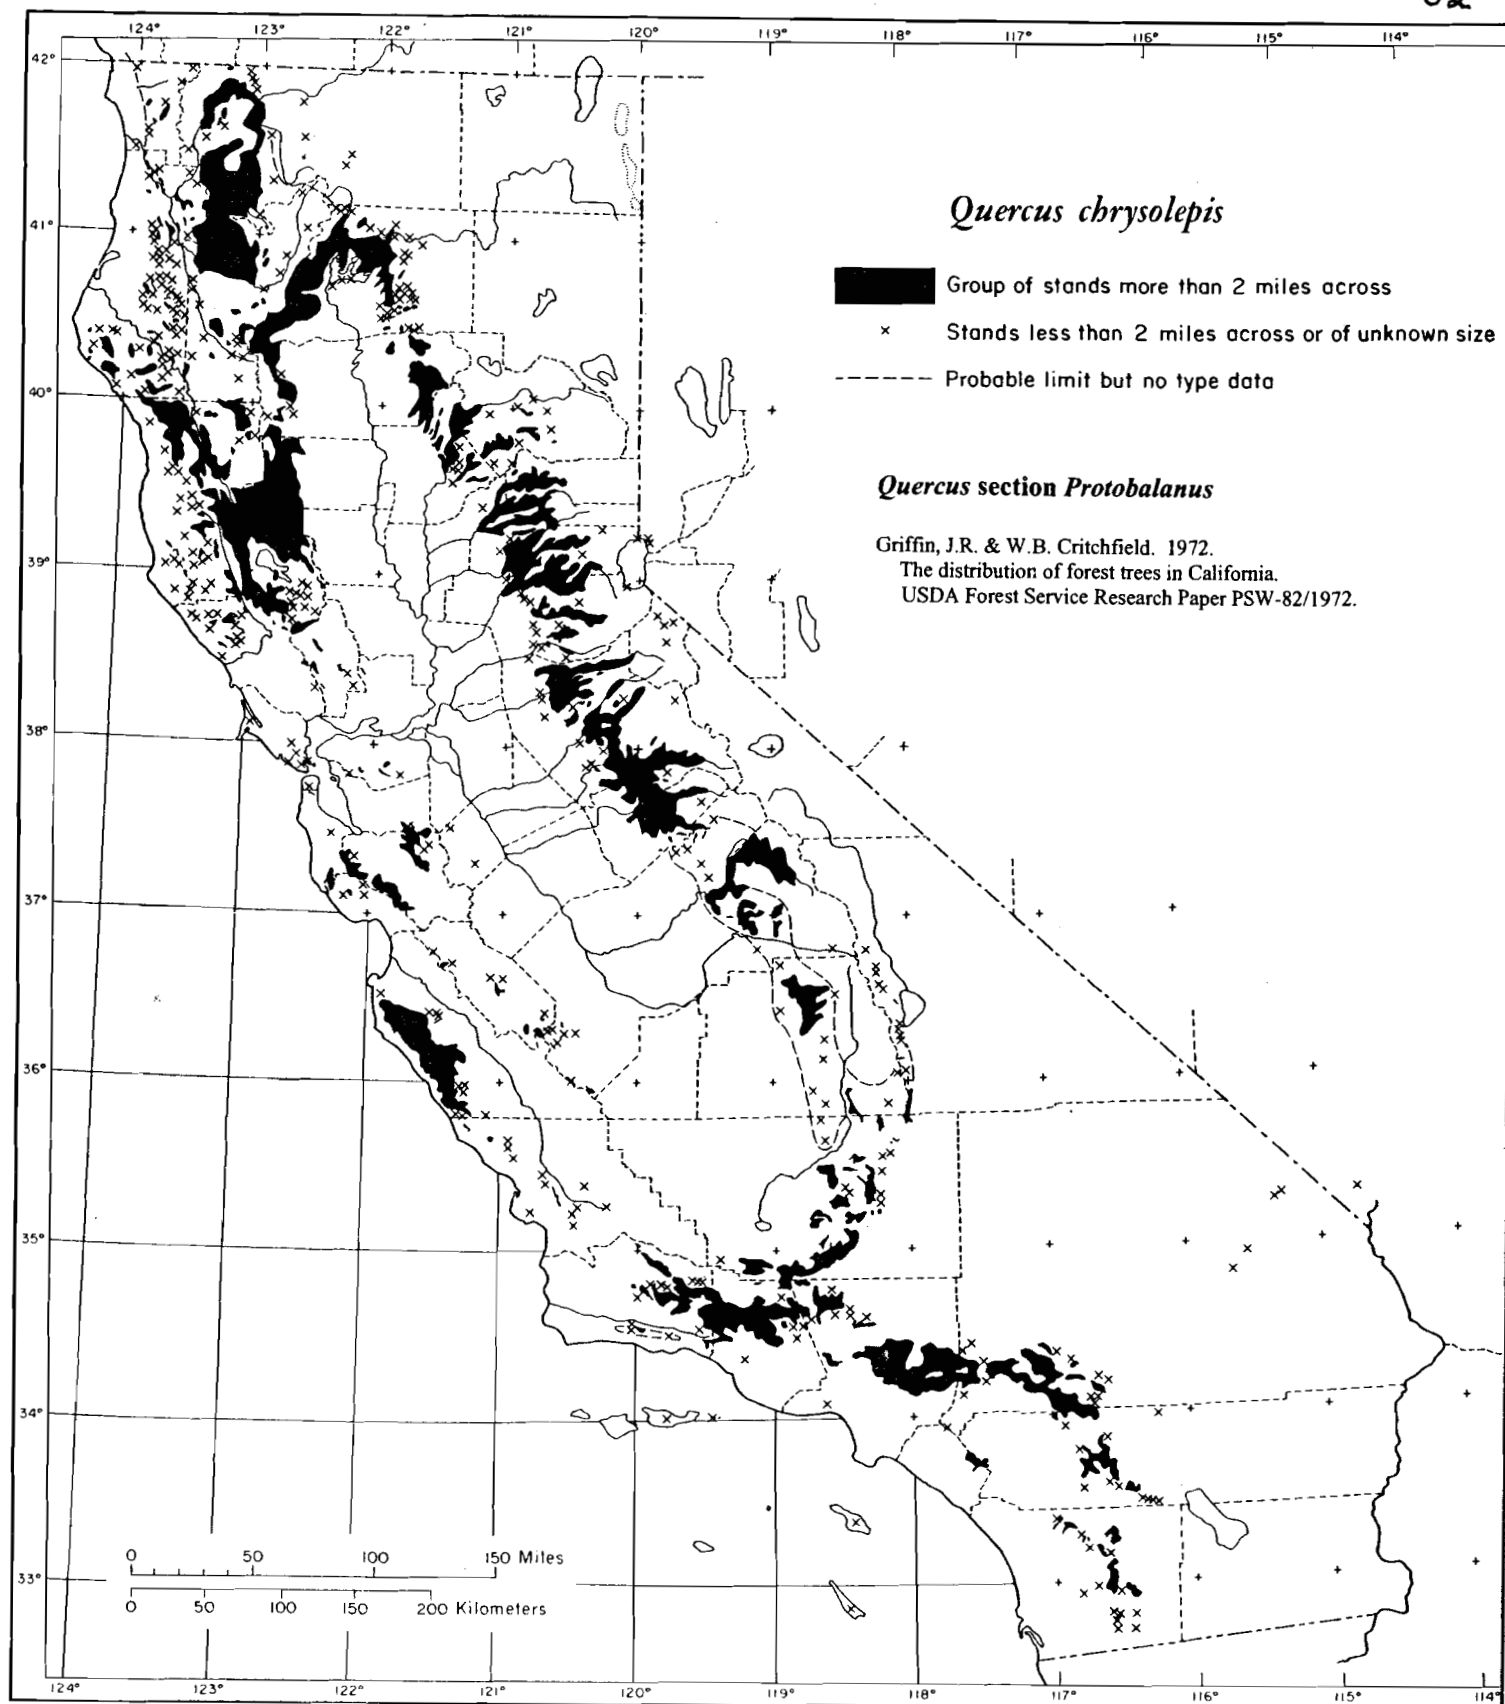 124° 123° 122° 121° 120° 119° 118° 117° 116° 115° 114°
42°
41°
40°
39°
38°
37°
36°
35°
34°
33°
Quercus chrysolepis
Group of stands more than 2 miles across
× Stands less than 2 miles across or of unknown size
Probable limit but no type data
Quercus section Protobalanus
Griffin, J.R. & W.B. Critchfield. 1972.
The distribution of forest trees in California.
USDA Forest Service Research Paper PSW-82/1972.
0 50 100 150 Miles
0 50 100 150 200 Kilometers
124° 123° 122° 121° 120° 119° 118° 117° 116° 115° 114°